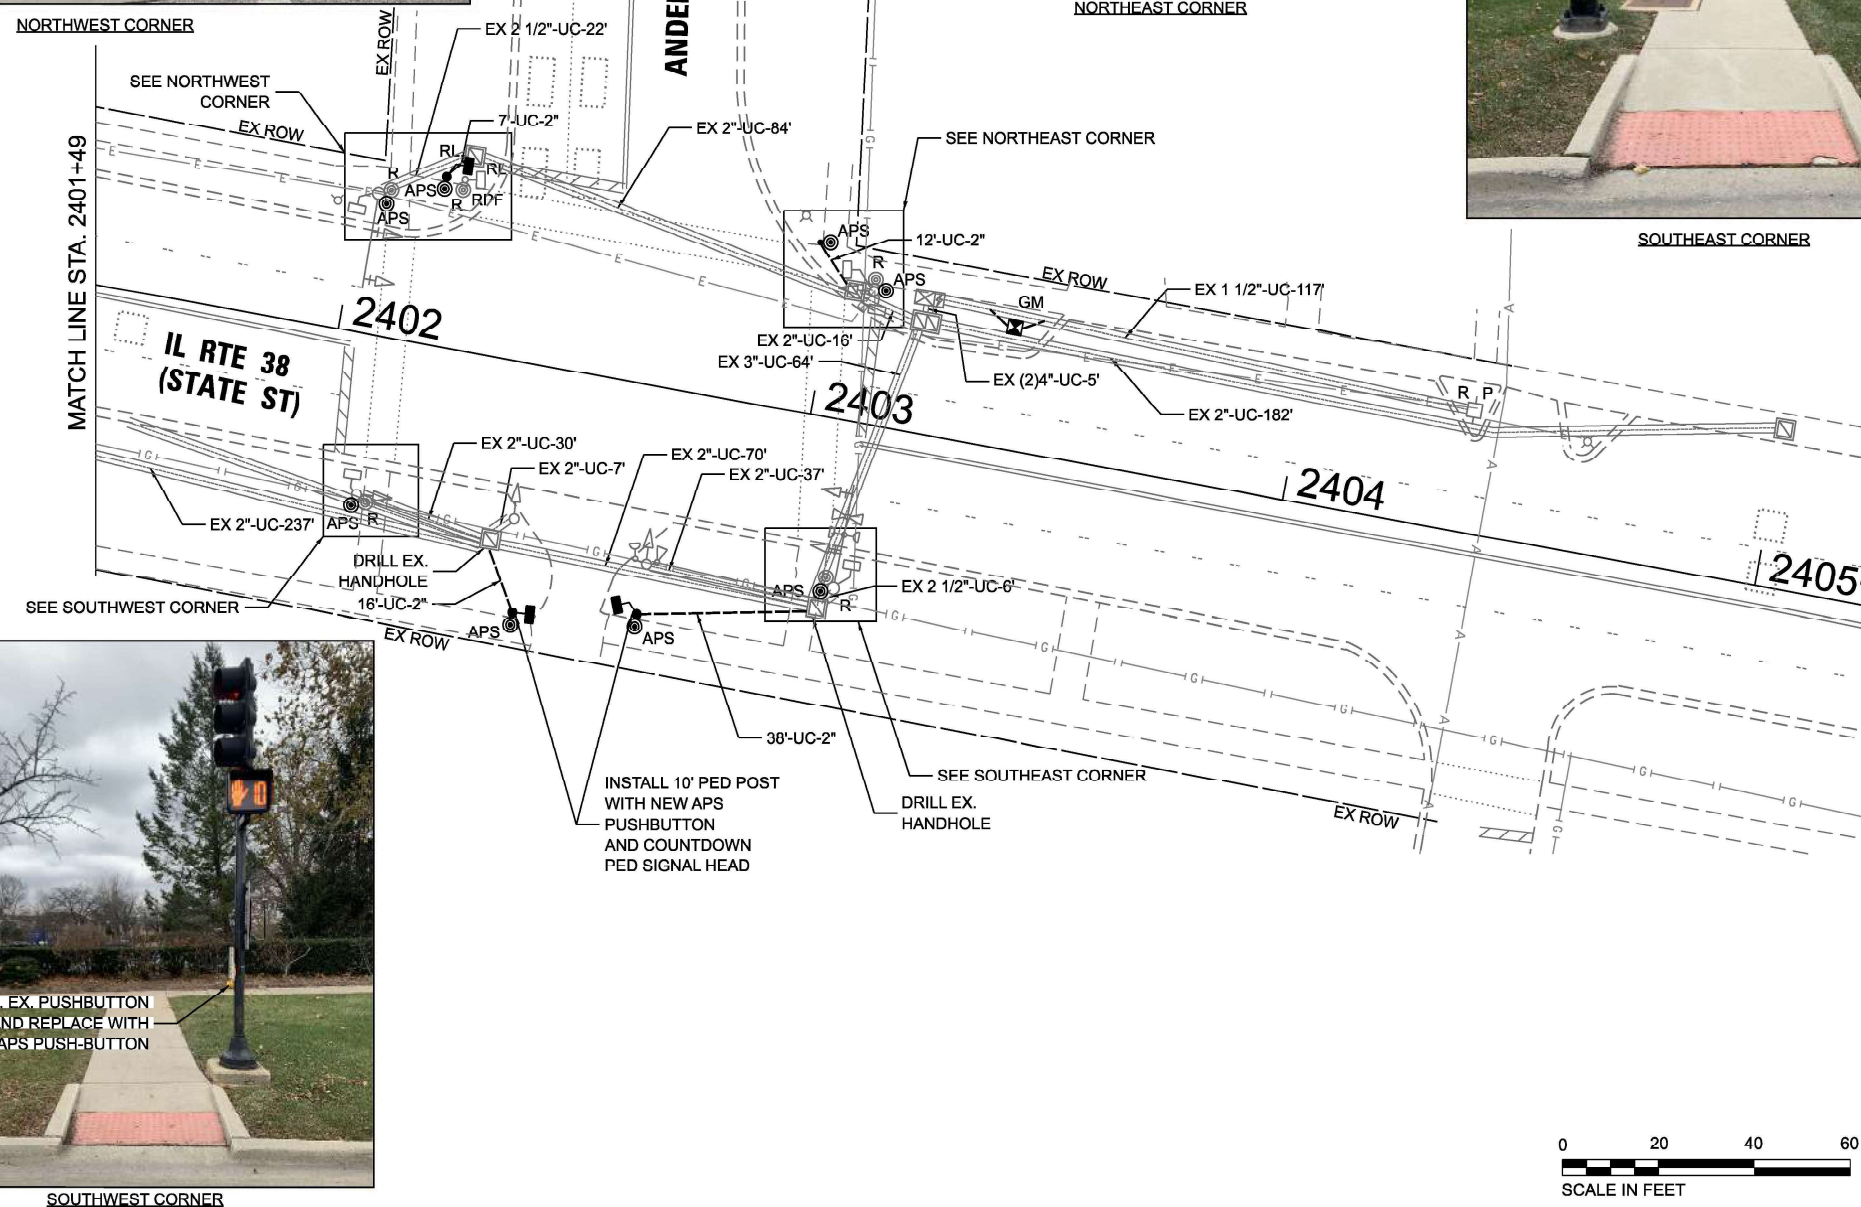 NORTHWEST CORNER
EX ROW
EX 2 1/2"-UC-22'
NORTHEAST CORNER
SEE NORTHWEST
CORNER
EX ROW
7'-UC-2"
EX 2"-UC-84'
SEE NORTHEAST CORNER
MATCH LINE STA. 2401+49
RL
RL
R
APS
R
APS
APS
12'-UC-2"
R
APS
EX ROW
GM
EX 1 1/2"-UC-117'
SOUTHEAST CORNER
2402
IL RTE 38
(STATE ST)
EX 2"-UC-16'
EX 3"-UC-64'
EX (2)4"-UC-5'
2403
EX 2"-UC-182'
R
P
2404
2405
EX 2"-UC-30'
EX 2"-UC-7'
EX 2"-UC-70'
EX 2"-UC-37'
EX 2"-UC-237'
APS
R
DRILL EX.
HANDHOLE
16'-UC-2"
SEE SOUTHWEST CORNER
APS
EX ROW
APS
APS
R
EX 2 1/2"-UC-6'
38'-UC-2"
SEE SOUTHEAST CORNER
INSTALL 10' PED POST
WITH NEW APS
PUSHBUTTON
AND COUNTDOWN
PED SIGNAL HEAD
DRILL EX.
HANDHOLE
EX ROW
10
EX. PUSHBUTTON
REPLACE WITH
APS PUSH-BUTTON
SOUTHWEST CORNER
0 20 40 60
SCALE IN FEET